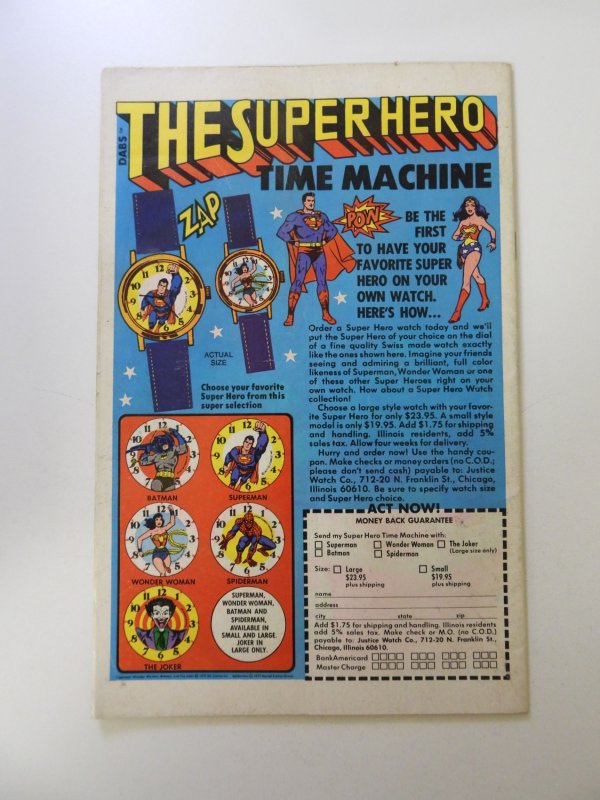 DABS
THE SUPER HERO
TIME MACHINE
ZAP
POW
BE THE
FIRST
TO HAVE YOUR
FAVORITE SUPER
HERO ON YOUR
OWN WATCH.
HERE'S HOW...
ACTUAL
SIZE
Choose your favorite
Super Hero from this
super selection
Order a Super Hero watch today and we'll
put the Super Hero of your choice on the dial
of a fine quality Swiss made watch exactly
like the ones shown here. Imagine your friends
seeing and admiring a brilliant, full color
likeness of Superman, Wonder Woman or one
of these other Super Heroes right on your
own watch. How about a Super Hero Watch
collection!
Choose a large style watch with your favor-
ite Super Hero for only $23.95. A small style
model is only $19.95. Add $1.75 for shipping
and handling. Illinois residents, add 5%
sales tax. Allow four weeks for delivery.
Hurry and order now! Use the handy cou-
pon. Make checks or money orders (no C.O.D.;
please don't send cash) payable to: Justice
Watch Co., 712-20 N. Franklin St., Chicago,
Illinois 60610. Be sure to specify watch size
and Super Hero choice.
BATMAN
SUPERMAN
WONDER WOMAN
SPIDERMAN
THE JOKER
SUPERMAN,
WONDER WOMAN,
BATMAN AND
SPIDERMAN,
AVAILABLE IN
SMALL AND LARGE.
JOKER IN
LARGE ONLY.
ACT NOW!
MONEY BACK GUARANTEE
Send my Super Hero Time Machine with:
Superman Wonder Woman The Joker
Batman Spiderman (Large size only)
Size: Large Small
$23.95 $19.95
plus shipping plus shipping
name
address
city state zip
Add $1.75 for shipping and handling. Illinois residents
add 5% sales tax. Make check or M.O. (no C.O.D.)
payable to: Justice Watch Co., 712-20 N. Franklin St.,
Chicago, Illinois 60610.
BankAmericard
Master Charge